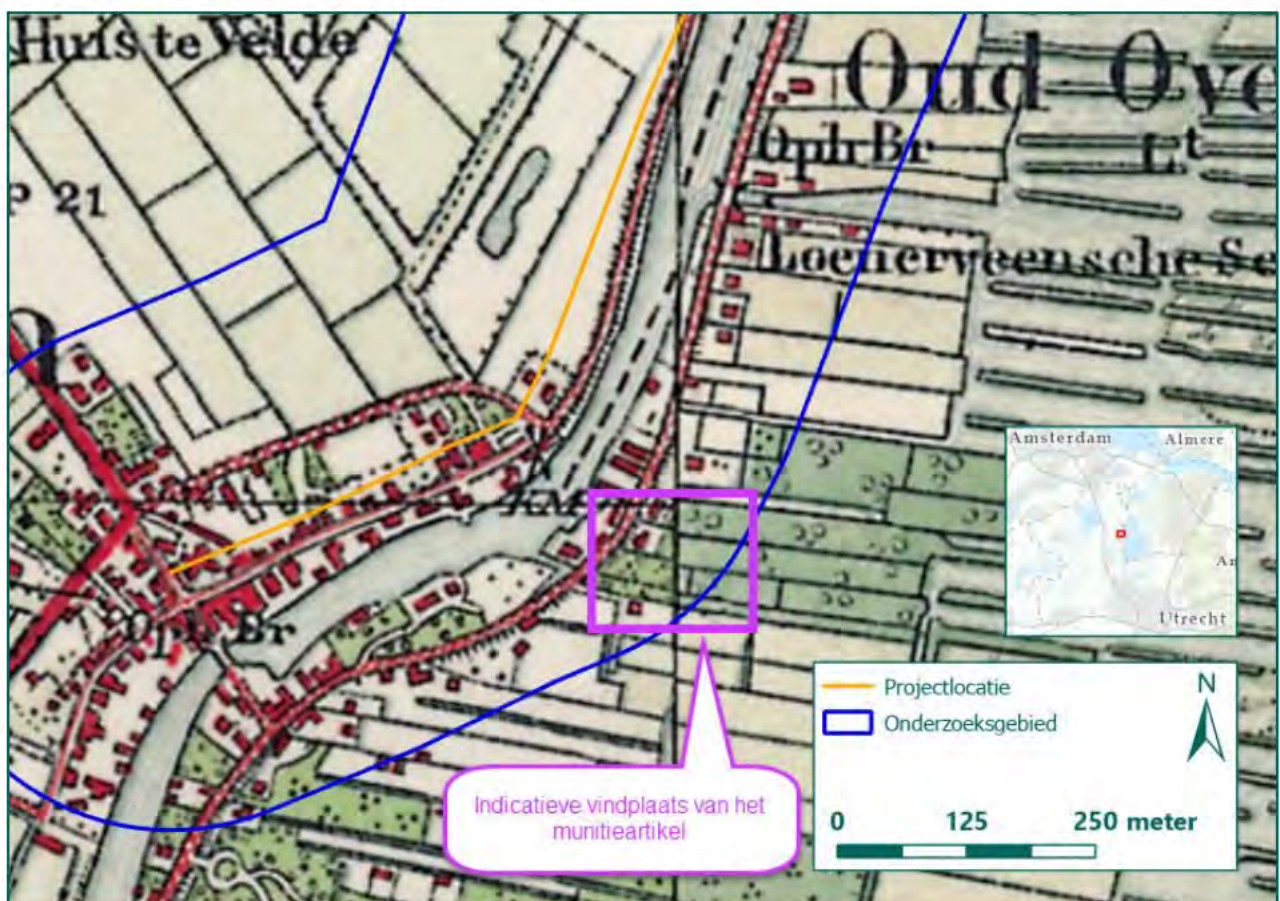 Huis te Velde
Oud Ove
Oph Br
Lt
P 21
Loenerveensche Se
KM
Oph Br
Amsterdam
Almere
Utrecht
Projectlocatie
Onderzoeksgebied
N
0 125 250 meter
Indicatieve vindplaats van het
munitieartikel